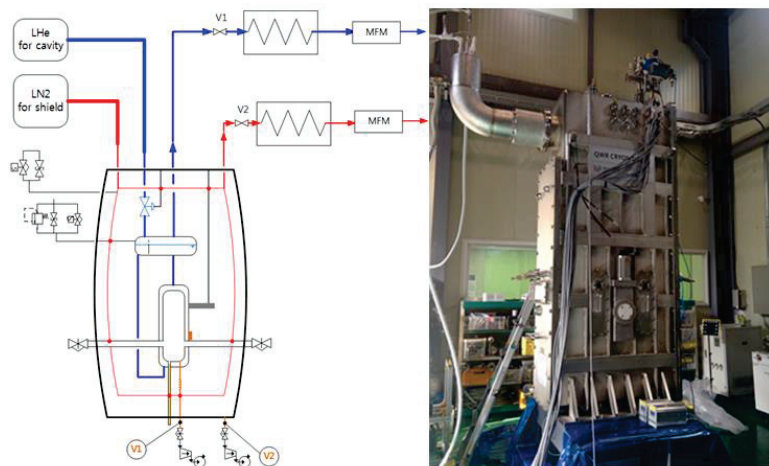 LHe
for cavity
LN2
for shield
V1
MFM
V2
MFM
V1
V2
QWR CRYO